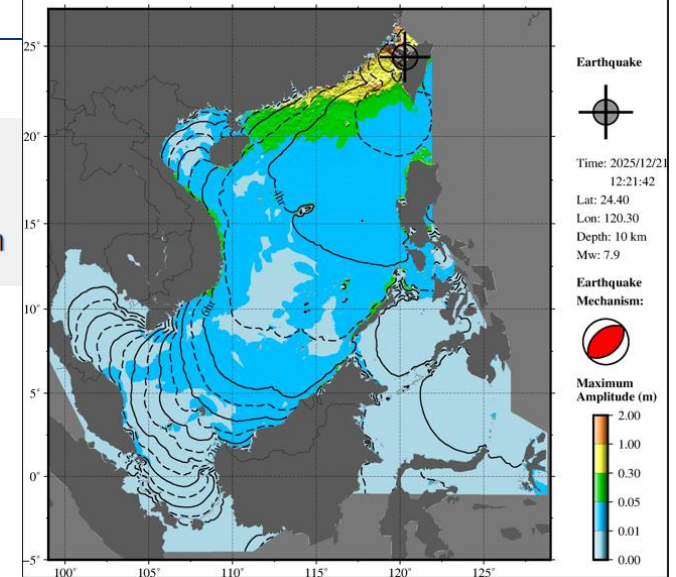 25°
20°
15°
10°
5°
0°
−5°
100°
105°
110°
115°
120°
125°
4hr
Earthquake
Time: 2025/12/21
12:21:42
Lat: 24.40
Lon: 120.30
Depth: 10 km
Mw: 7.9
Earthquake
Mechanism:
Maximum
Amplitude (m)
2.00
1.00
0.30
0.05
0.01
0.00